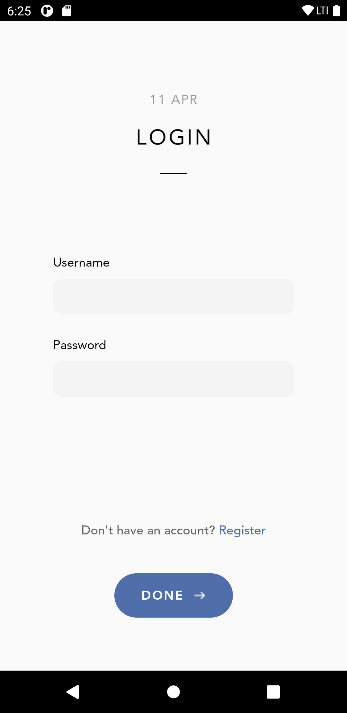 6:25
LTE
11 APR
LOGIN
Username
Password
Don't have an account? Register
DONE →